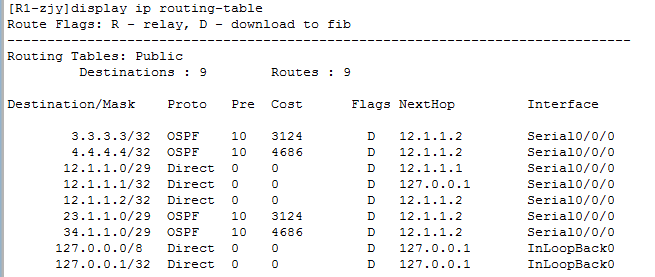 [R1-zjy]display ip routing-table
Route Flags: R - relay, D - download to fib
------------------------------------------------------------------------------
Routing Tables: Public
         Destinations : 9        Routes : 9

Destination/Mask    Proto   Pre  Cost      Flags NextHop         Interface

        3.3.3.3/32  OSPF    10   3124        D   12.1.1.2        Serial0/0/0
        4.4.4.4/32  OSPF    10   4686        D   12.1.1.2        Serial0/0/0
       12.1.1.0/29  Direct  0    0           D   12.1.1.1        Serial0/0/0
       12.1.1.1/32  Direct  0    0           D   127.0.0.1       Serial0/0/0
       12.1.1.2/32  Direct  0    0           D   12.1.1.2        Serial0/0/0
       23.1.1.0/29  OSPF    10   3124        D   12.1.1.2        Serial0/0/0
       34.1.1.0/29  OSPF    10   4686        D   12.1.1.2        Serial0/0/0
      127.0.0.0/8   Direct  0    0           D   127.0.0.1       InLoopBack0
      127.0.0.1/32  Direct  0    0           D   127.0.0.1       InLoopBack0